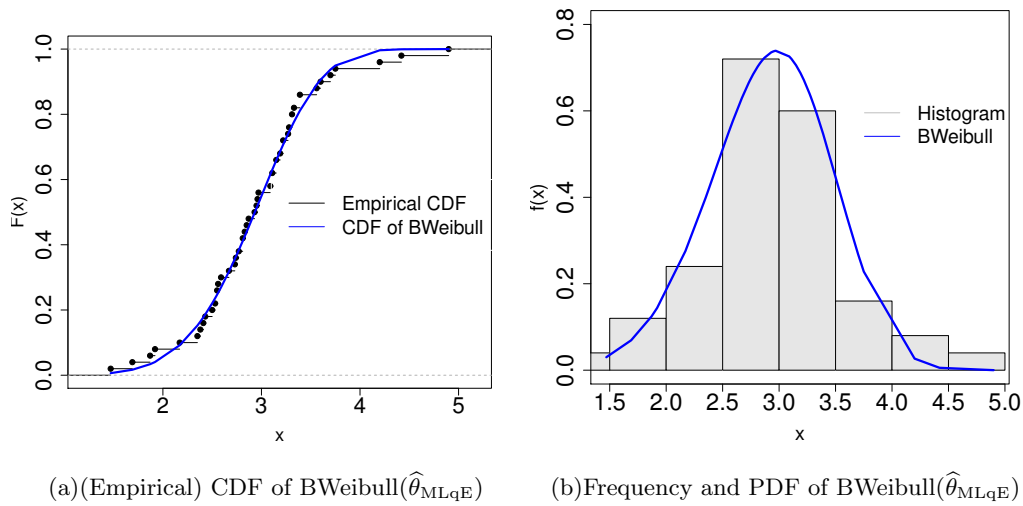 F(x)
1.0
0.8
0.6
0.4
0.2
0.0
Empirical CDF
CDF of BWeibull
2 3 4 5
x
f(x)
0.8
0.6
0.4
0.2
0.0
Histogram
BWeibull
1.5 2.0 2.5 3.0 3.5 4.0 4.5 5.0
x
(a)(Empirical) CDF of BWeibull(θ̂_MLqE)
(b)Frequency and PDF of BWeibull(θ̂_MLqE)